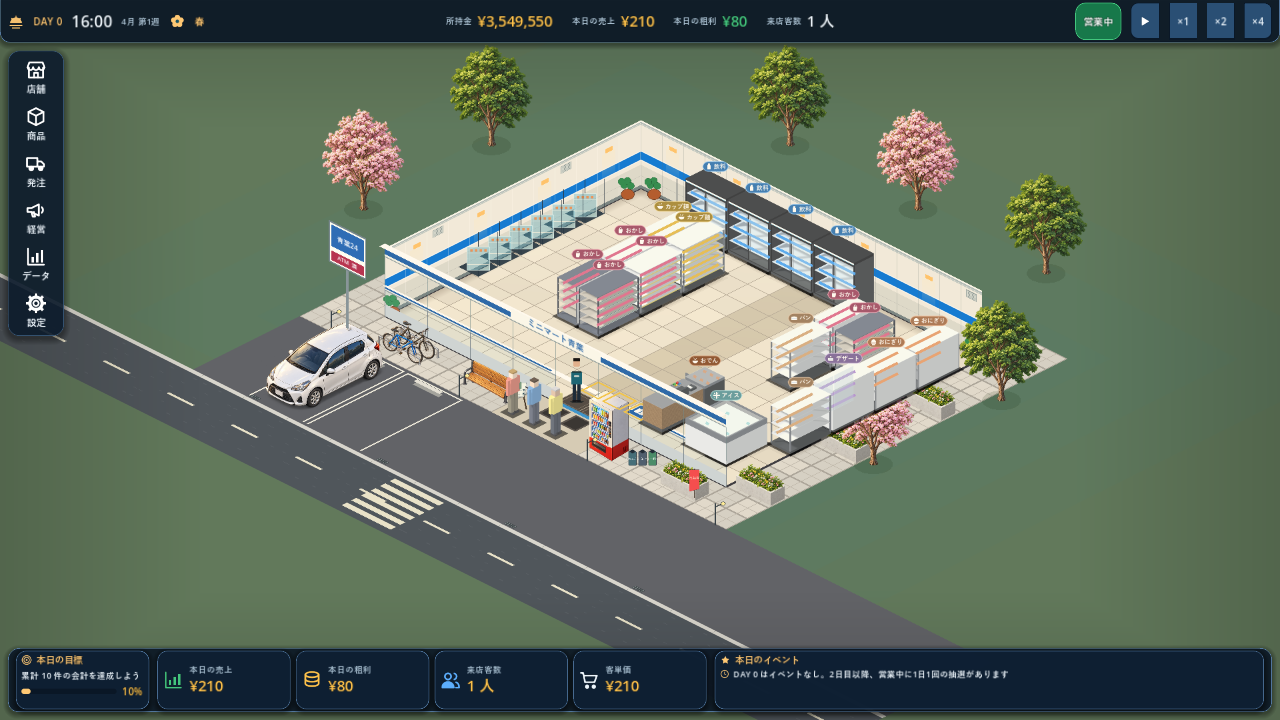 DAY 0
16:00
4月 第1週
春
所持金 ¥3,549,550
本日の売上 ¥210
本日の粗利 ¥80
来店客数 1 人
営業中
×1
×2
×4
店舗
商品
発注
経営
データ
設定
飲料
飲料
飲料
飲料
カップ麺
カップ麺
おかし
おかし
おかし
おかし
おかし
おかし
パン
おにぎり
おにぎり
デザート
パン
おでん
アイス
青葉24
ATM
ミニマート青葉
本日の目標
累計 10 件の会計を達成しよう
10%
本日の売上
¥210
本日の粗利
¥80
来店客数
1 人
客単価
¥210
本日のイベント
DAY 0 はイベントなし。2日目以降、営業中に1日1回の抽選があります